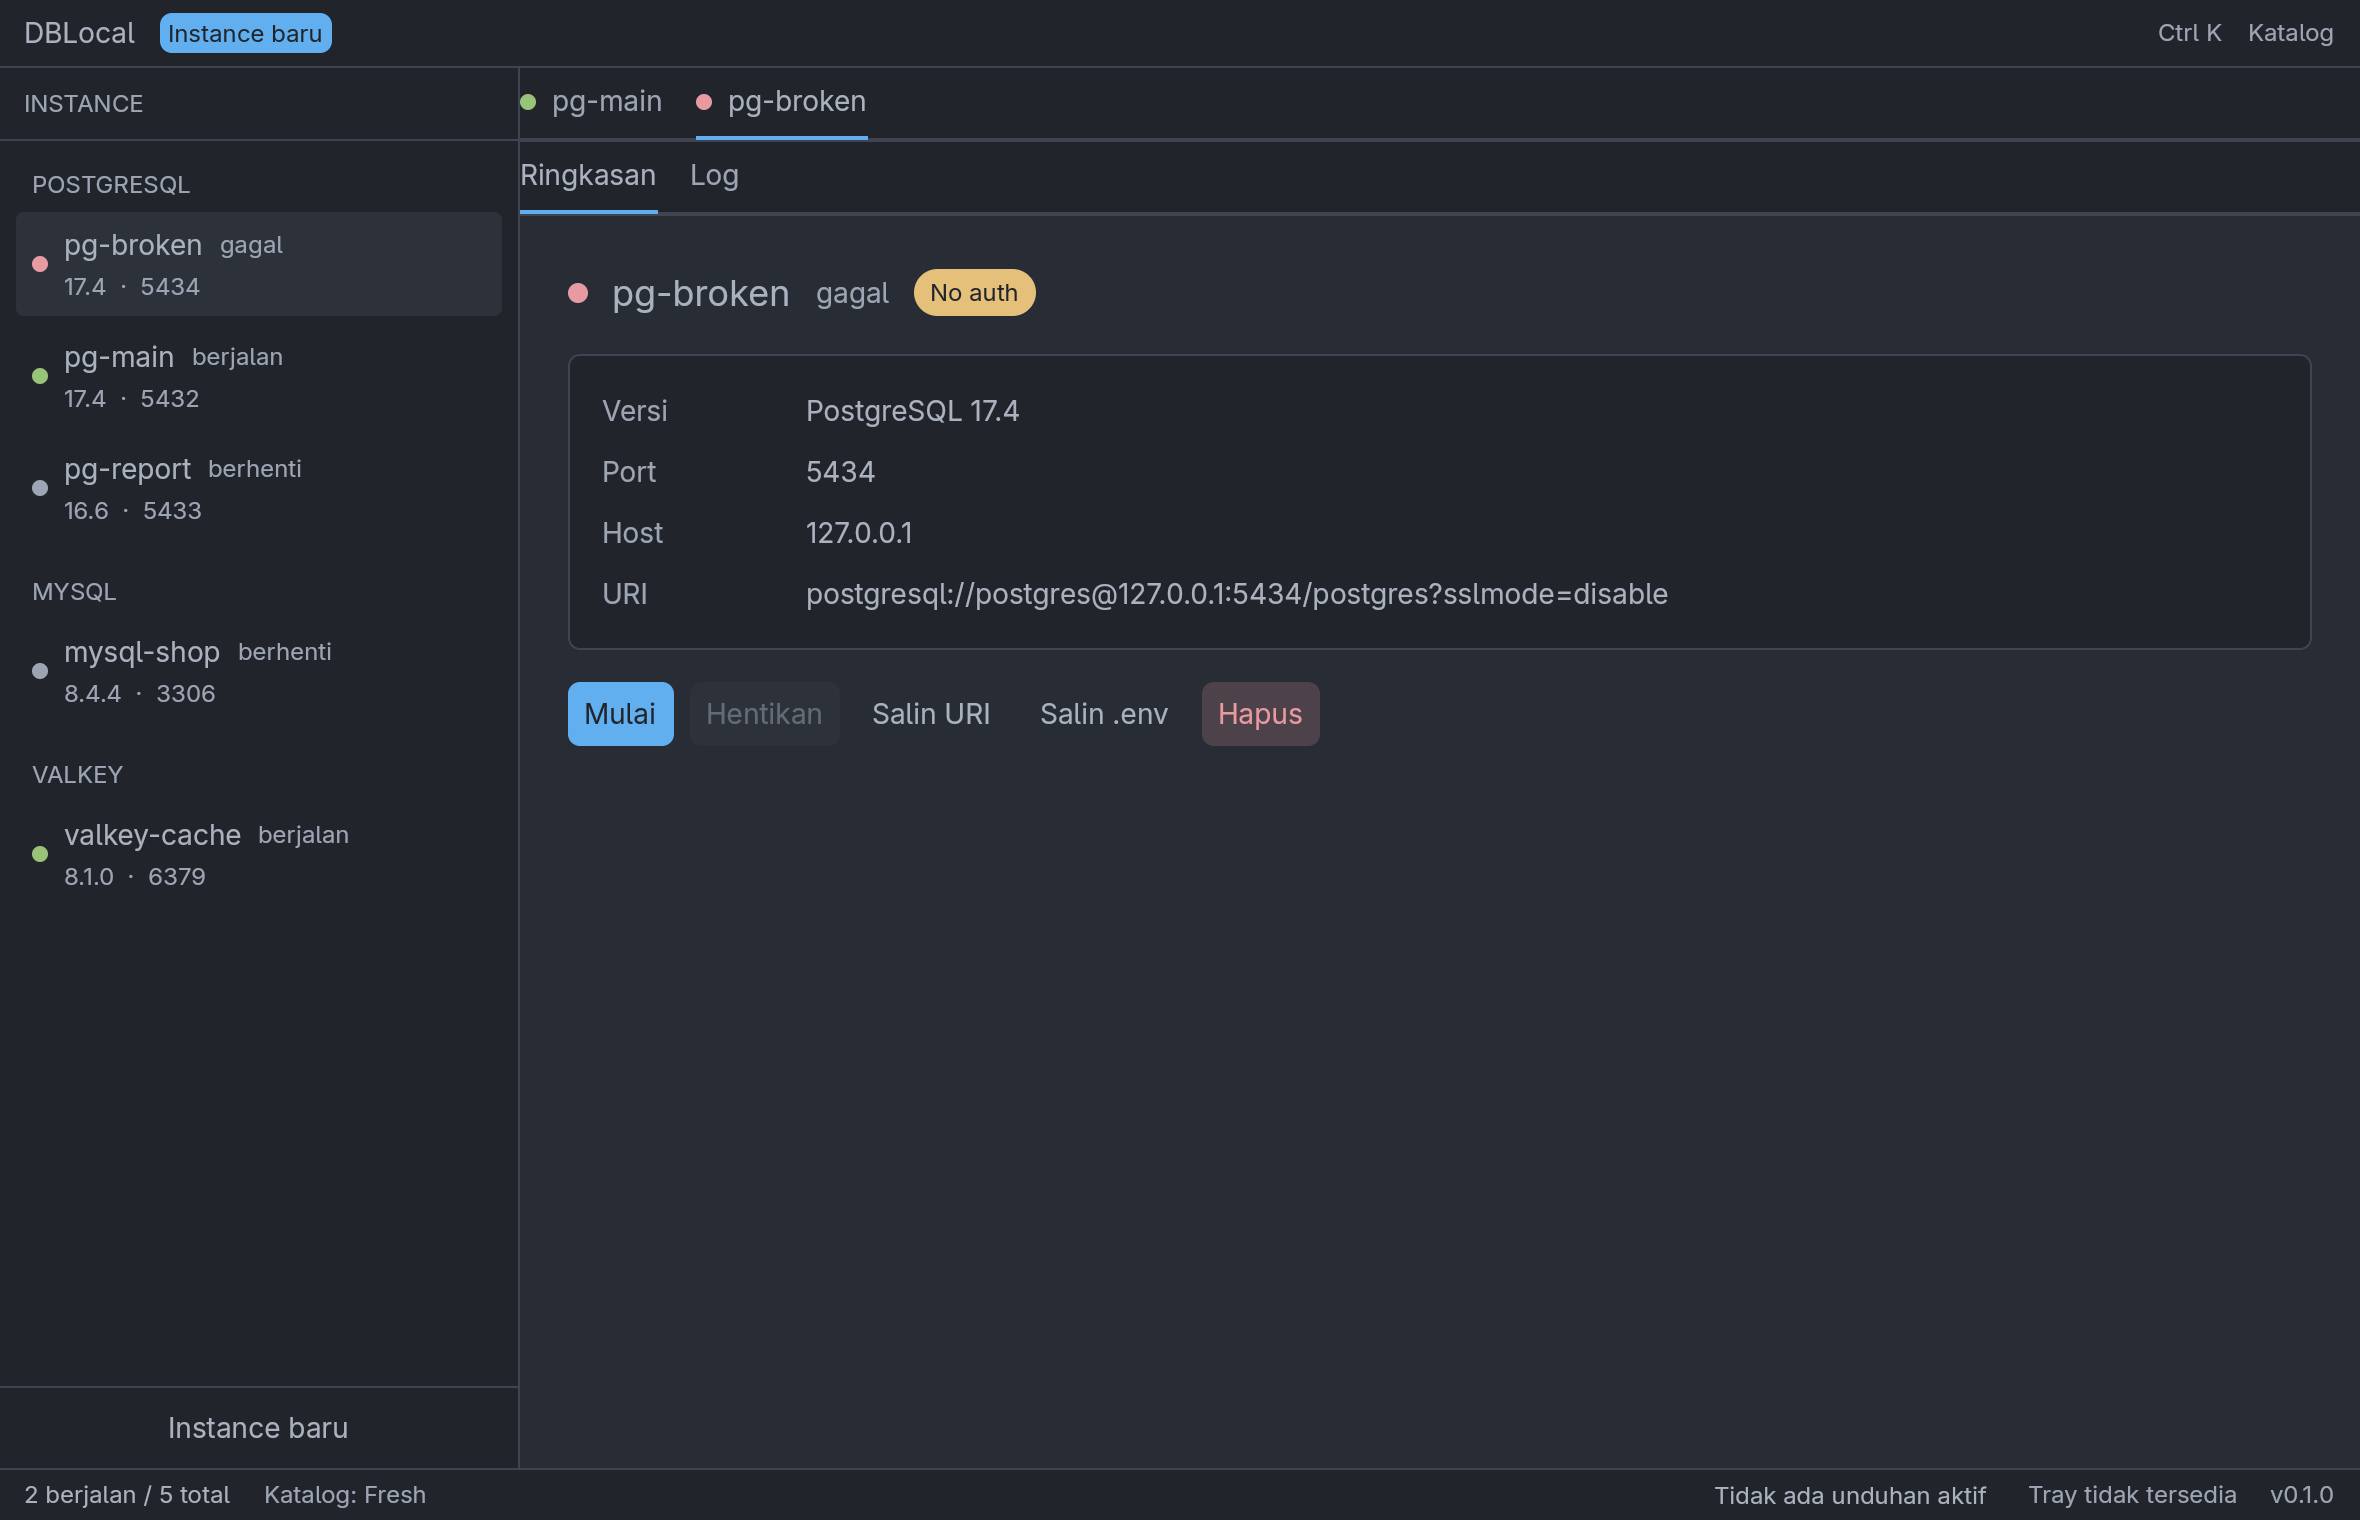 DBLocal Instance baru Ctrl K Katalog
INSTANCE
POSTGRESQL
pg-broken gagal
17.4 · 5434
pg-main berjalan
17.4 · 5432
pg-report berhenti
16.6 · 5433
MYSQL
mysql-shop berhenti
8.4.4 · 3306
VALKEY
valkey-cache berjalan
8.1.0 · 6379
Instance baru
pg-main pg-broken
Ringkasan Log
pg-broken gagal No auth
Versi PostgreSQL 17.4
Port 5434
Host 127.0.0.1
URI postgresql://postgres@127.0.0.1:5434/postgres?sslmode=disable
Mulai Hentikan Salin URI Salin .env Hapus
2 berjalan / 5 total Katalog: Fresh Tidak ada unduhan aktif Tray tidak tersedia v0.1.0